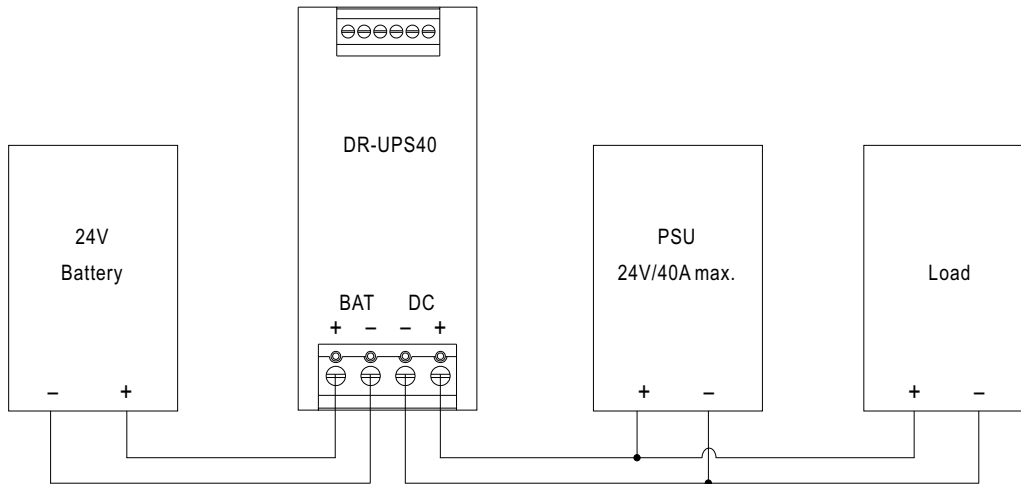 DR-UPS40
24V
Battery
PSU
24V/40A max.
Load
BAT DC
+ − − +
− +
+ −
+ −